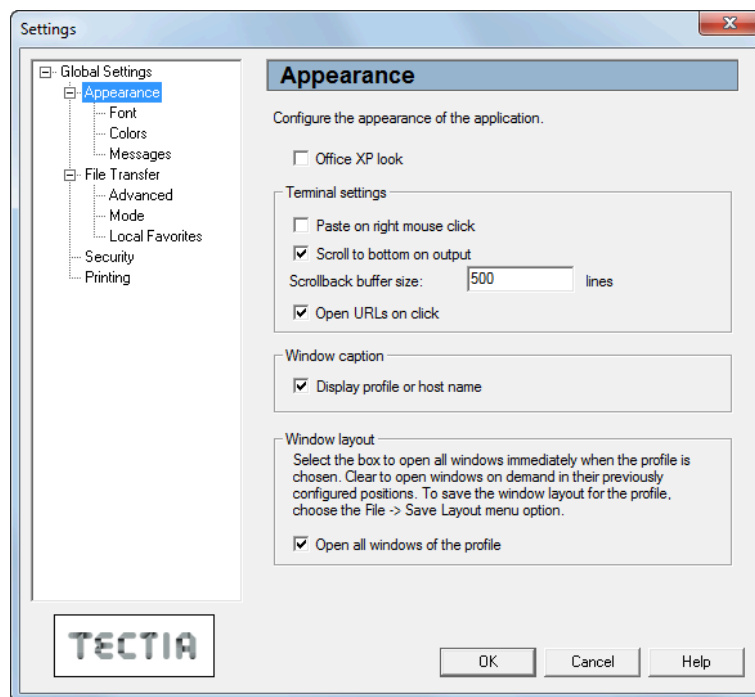 Settings
Global Settings
Appearance
Font
Colors
Messages
File Transfer
Advanced
Mode
Local Favorites
Security
Printing
Appearance
Configure the appearance of the application.
Office XP look
Terminal settings
Paste on right mouse click
Scroll to bottom on output
Scrollback buffer size: 500 lines
Open URLs on click
Window caption
Display profile or host name
Window layout
Select the box to open all windows immediately when the profile is
chosen. Clear to open windows on demand in their previously
configured positions. To save the window layout for the profile,
choose the File -> Save Layout menu option.
Open all windows of the profile
TECTIA
OK Cancel Help